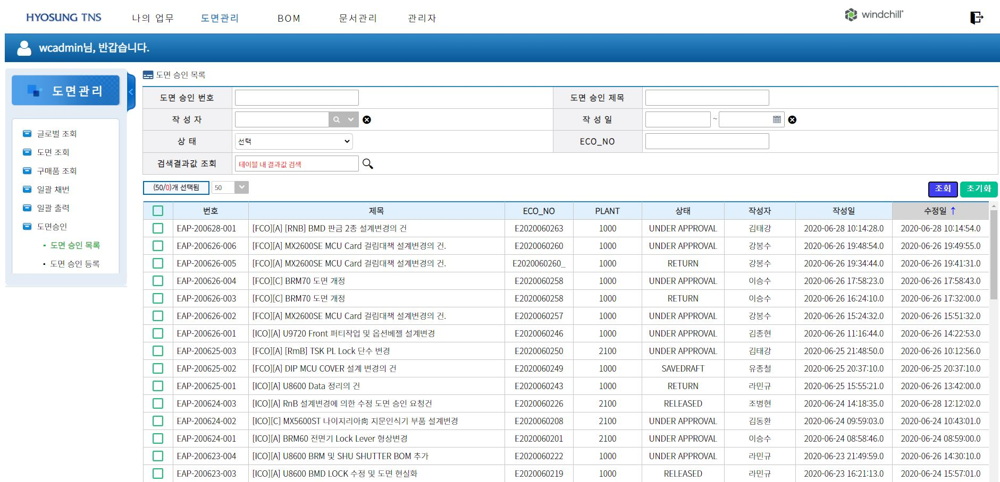 HYOSUNG TNS 나의 업무 도면관리 BOM 문서관리 관리자 windchill
wcadmin님, 반갑습니다.
도면관리
글로벌 조회
도면 조회
구매품 조회
일괄 채번
일괄 출력
도면승인
도면 승인 목록
도면 승인 등록
도면 승인 목록
도면 승인 번호 도면 승인 제목
작 성 자 작 성 일 ~
상 태 선택 ECO_NO
검색결과값 조회 테이블 내 결과값 검색
(50/0)개 선택됨 50 조회 초기화
번호 제목 ECO_NO PLANT 상태 작성자 작성일 수정일 ↑
EAP-200628-001 [FCO][A] [RNB] BMD 판금 2종 설계변경의 건 E2020060263 1000 UNDER APPROVAL 김태강 2020-06-28 10:14:28.0 2020-06-28 10:14:54.0
EAP-200626-006 [FCO][A] MX2600SE MCU Card 걸림대책 설계변경의 건. E2020060260 1000 UNDER APPROVAL 강봉수 2020-06-26 19:48:54.0 2020-06-26 19:49:55.0
EAP-200626-005 [FCO][A] MX2600SE MCU Card 걸림대책 설계변경의 건. E2020060260_ 1000 RETURN 강봉수 2020-06-26 19:34:44.0 2020-06-26 19:41:31.0
EAP-200626-004 [FCO][C] BRM70 도면 개정 E2020060258 1000 UNDER APPROVAL 이승수 2020-06-26 17:58:23.0 2020-06-26 17:58:43.0
EAP-200626-003 [FCO][C] BRM70 도면 개정 E2020060258 1000 RETURN 이승수 2020-06-26 16:24:10.0 2020-06-26 17:32:00.0
EAP-200626-002 [FCO][A] MX2600SE MCU Card 걸림대책 설계변경의 건. E2020060257 1000 UNDER APPROVAL 강봉수 2020-06-26 15:24:32.0 2020-06-26 15:51:32.0
EAP-200626-001 [ICO][A] U9720 Front 퍼티작업 및 옵션베젤 설계변경 E2020060246 1000 UNDER APPROVAL 김종현 2020-06-26 11:16:44.0 2020-06-26 14:22:53.0
EAP-200625-003 [FCO][A] [RmB] TSK PL Lock 단수 변경 E2020060250 2100 UNDER APPROVAL 김태강 2020-06-25 21:48:50.0 2020-06-26 10:12:56.0
EAP-200625-002 [FCO][A] DIP MCU COVER 설계 변경의 건 E2020060249 1000 SAVEDRAFT 유종철 2020-06-25 20:37:10.0 2020-06-25 20:37:10.0
EAP-200625-001 [ICO][A] U8600 Data 정리의 건 E2020060243 1000 RETURN 라민규 2020-06-25 15:55:21.0 2020-06-26 13:42:00.0
EAP-200624-003 [ICO][A] RnB 설계변경에 의한 수정 도면 승인 요청건 E2020060226 2100 RELEASED 조병현 2020-06-24 14:18:35.0 2020-06-28 12:12:02.0
EAP-200624-002 [ICO][C] MX5600ST 나이지리아向 지문인식기 부품 설계변경 E2020060208 2100 UNDER APPROVAL 김동환 2020-06-24 09:59:03.0 2020-06-24 10:43:01.0
EAP-200624-001 [ICO][A] BRM60 전면기 Lock Lever 형상변경 E2020060201 2100 UNDER APPROVAL 이승수 2020-06-24 08:58:46.0 2020-06-24 08:59:00.0
EAP-200623-004 [ICO][A] U8600 BRM 및 SHU SHUTTER BOM 추가 E2020060222 1000 UNDER APPROVAL 라민규 2020-06-23 21:49:59.0 2020-06-26 14:30:10.0
EAP-200623-003 [ICO][A] U8600 BMD LOCK 수정 및 도면 현실화 E2020060219 1000 RELEASED 라민규 2020-06-23 16:21:13.0 2020-06-24 15:57:01.0